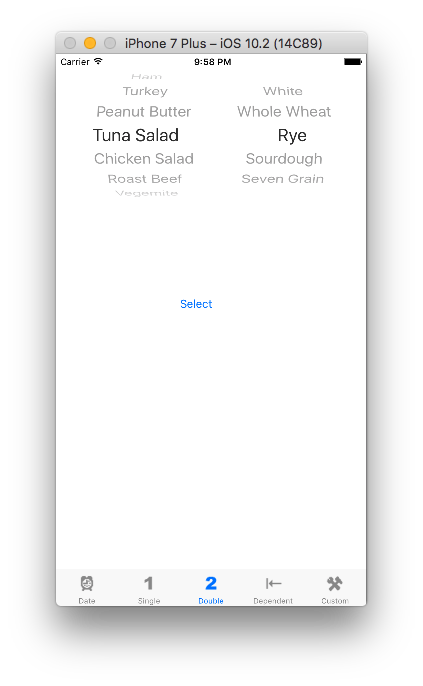 iPhone 7 Plus – iOS 10.2 (14C89)
Carrier 9:58 PM
Ham
Turkey White
Peanut Butter Whole Wheat
Tuna Salad Rye
Chicken Salad Sourdough
Roast Beef Seven Grain
Vegemite
Select
1 2
Date Single Double Dependent Custom